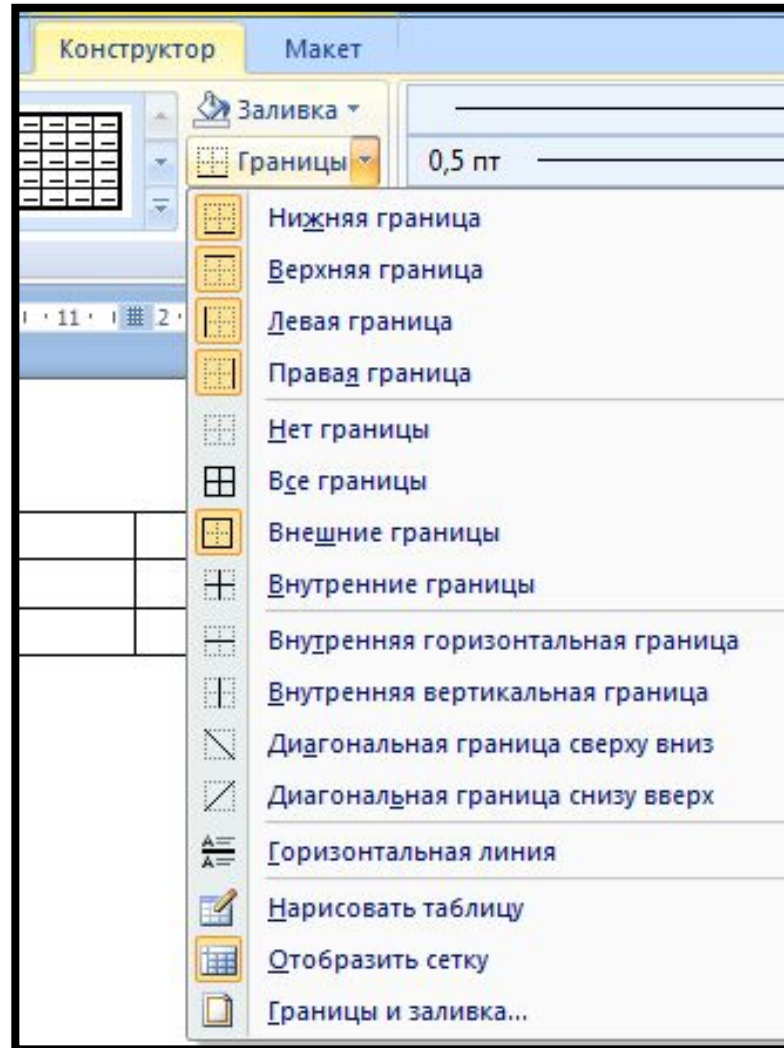 Конструктор Макет
Заливка
Границы 0,5 пт
Нижняя граница
Верхняя граница
Левая граница
11 2
Правая граница
Нет границы
Все границы
Внешние границы
Внутренние границы
Внутренняя горизонтальная граница
Внутренняя вертикальная граница
Диагональная граница сверху вниз
Диагональная граница снизу вверх
Горизонтальная линия
Нарисовать таблицу
Отобразить сетку
Границы и заливка...